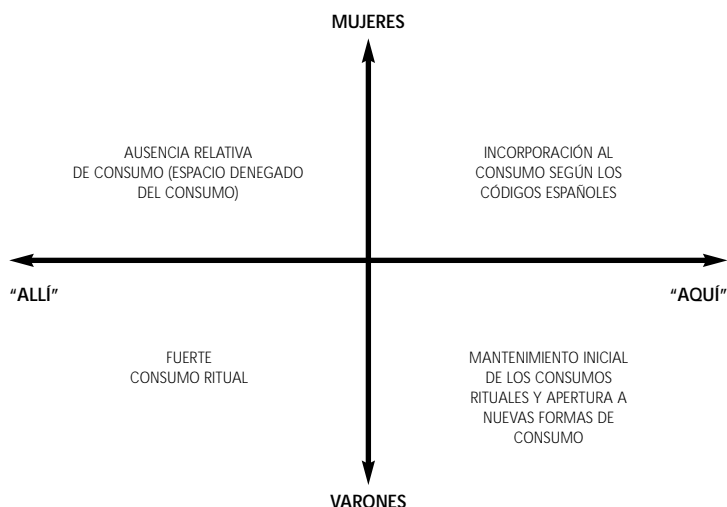 MUJERES
AUSENCIA RELATIVA
DE CONSUMO (ESPACIO DENEGADO
DEL CONSUMO)
INCORPORACIÓN AL
CONSUMO SEGÚN LOS
CÓDIGOS ESPAÑOLES
“ALLÍ”
“AQUÍ”
FUERTE
CONSUMO RITUAL
MANTENIMIENTO INICIAL
DE LOS CONSUMOS
RITUALES Y APERTURA A
NUEVAS FORMAS DE
CONSUMO
VARONES